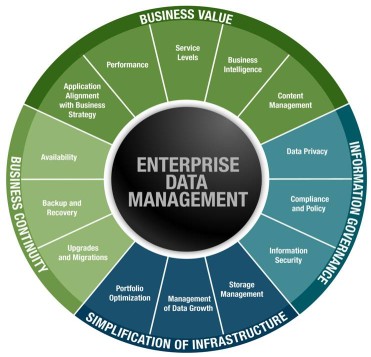 BUSINESS VALUE
Application
Alignment
with Business
Strategy
Performance
Service
Levels
Business
Intelligence
Content
Management
INFORMATION GOVERNANCE
Data Privacy
Compliance
and Policy
Information
Security
SIMPLIFICATION OF INFRASTRUCTURE
Storage
Management
Management
of Data Growth
Portfolio
Optimization
BUSINESS CONTINUITY
Upgrades
and Migrations
Backup and
Recovery
Availability
ENTERPRISE
DATA
MANAGEMENT